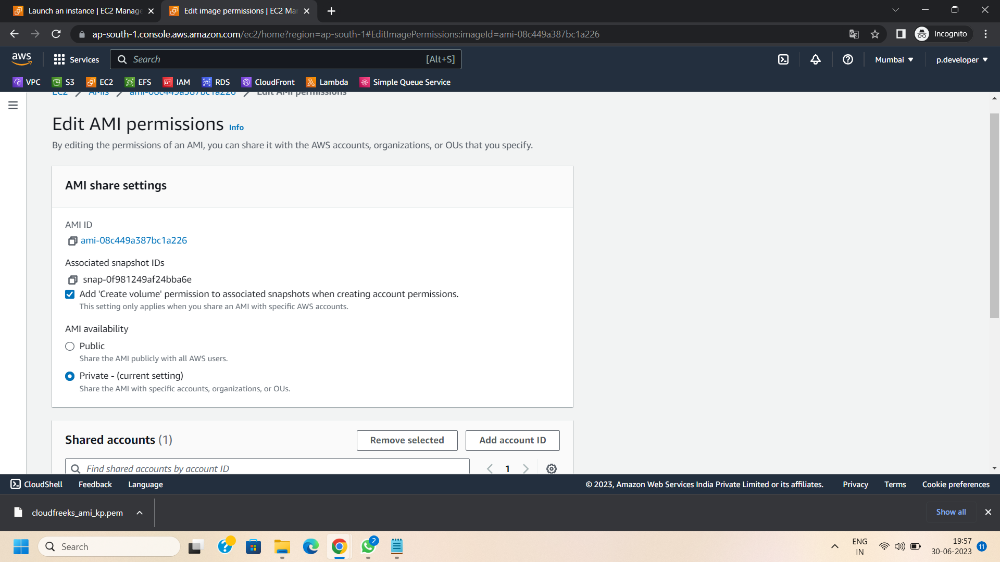 Launch an instance | EC2 Manage
Edit image permissions | EC2 Mar
ap-south-1.console.aws.amazon.com/ec2/home?region=ap-south-1#EditImagePermissions:imageId=ami-08c449a387bc1a226
Incognito
aws
Services
Search
[Alt+S]
Mumbai
p.developer
VPC
S3
EC2
EFS
IAM
RDS
CloudFront
Lambda
Simple Queue Service
EC2 / AMIs / ami-08c449a387bc1a226 / Edit AMI permissions
Edit AMI permissions Info
By editing the permissions of an AMI, you can share it with the AWS accounts, organizations, or OUs that you specify.
AMI share settings
AMI ID
ami-08c449a387bc1a226
Associated snapshot IDs
snap-0f981249af24bba6e
Add 'Create volume' permission to associated snapshots when creating account permissions.
This setting only applies when you share an AMI with specific AWS accounts.
AMI availability
Public
Share the AMI publicly with all AWS users.
Private - (current setting)
Share the AMI with specific accounts, organizations, or OUs.
Shared accounts (1)
Remove selected
Add account ID
Find shared accounts by account ID
1
CloudShell
Feedback
Language
© 2023, Amazon Web Services India Private Limited or its affiliates.
Privacy
Terms
Cookie preferences
cloudfreeks_ami_kp.pem
Show all
Search
2
ENG
IN
19:57
30-06-2023
11